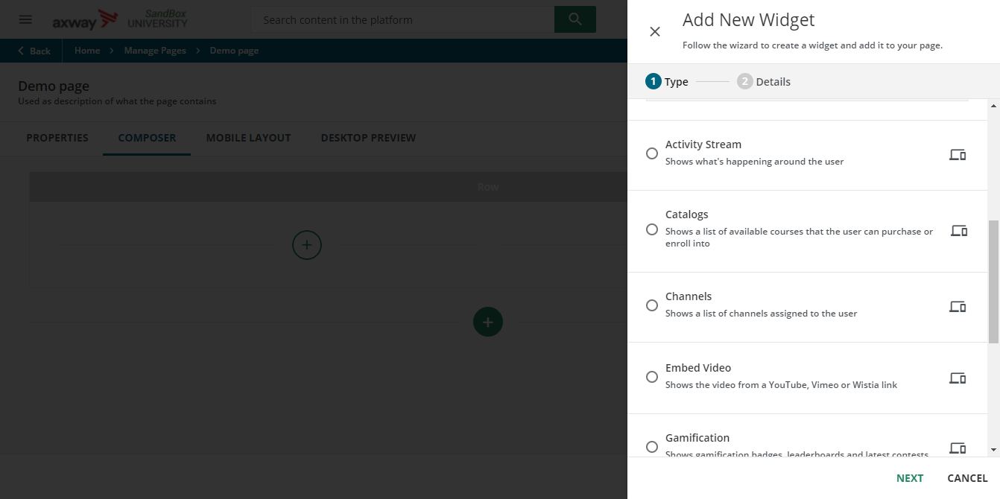 axway SandBox UNIVERSITY
Search content in the platform
Back Home Manage Pages Demo page
Demo page
Used as description of what the page contains
PROPERTIES COMPOSER MOBILE LAYOUT DESKTOP PREVIEW
Row
Add New Widget
Follow the wizard to create a widget and add it to your page.
1 Type 2 Details
Activity Stream
Shows what's happening around the user
Catalogs
Shows a list of available courses that the user can purchase or
enroll into
Channels
Shows a list of channels assigned to the user
Embed Video
Shows the video from a YouTube, Vimeo or Wistia link
Gamification
Shows gamification badges, leaderboards and latest contests
NEXT CANCEL